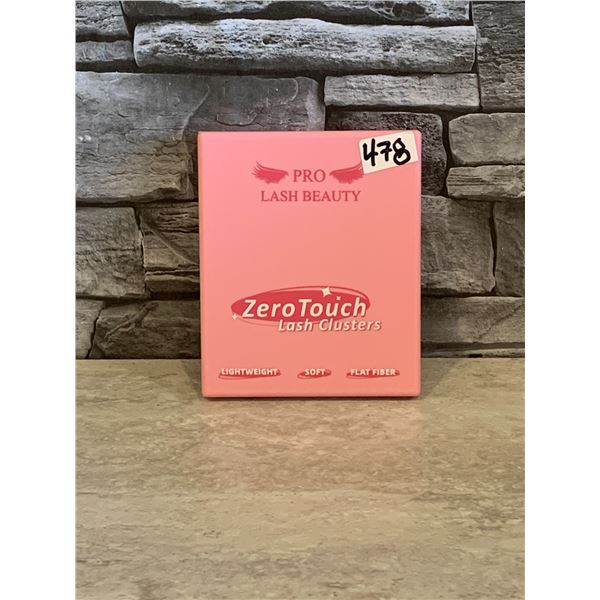 478
PRO
LASH BEAUTY
ZeroTouch
Lash Clusters
LIGHTWEIGHT SOFT FLAT FIBER